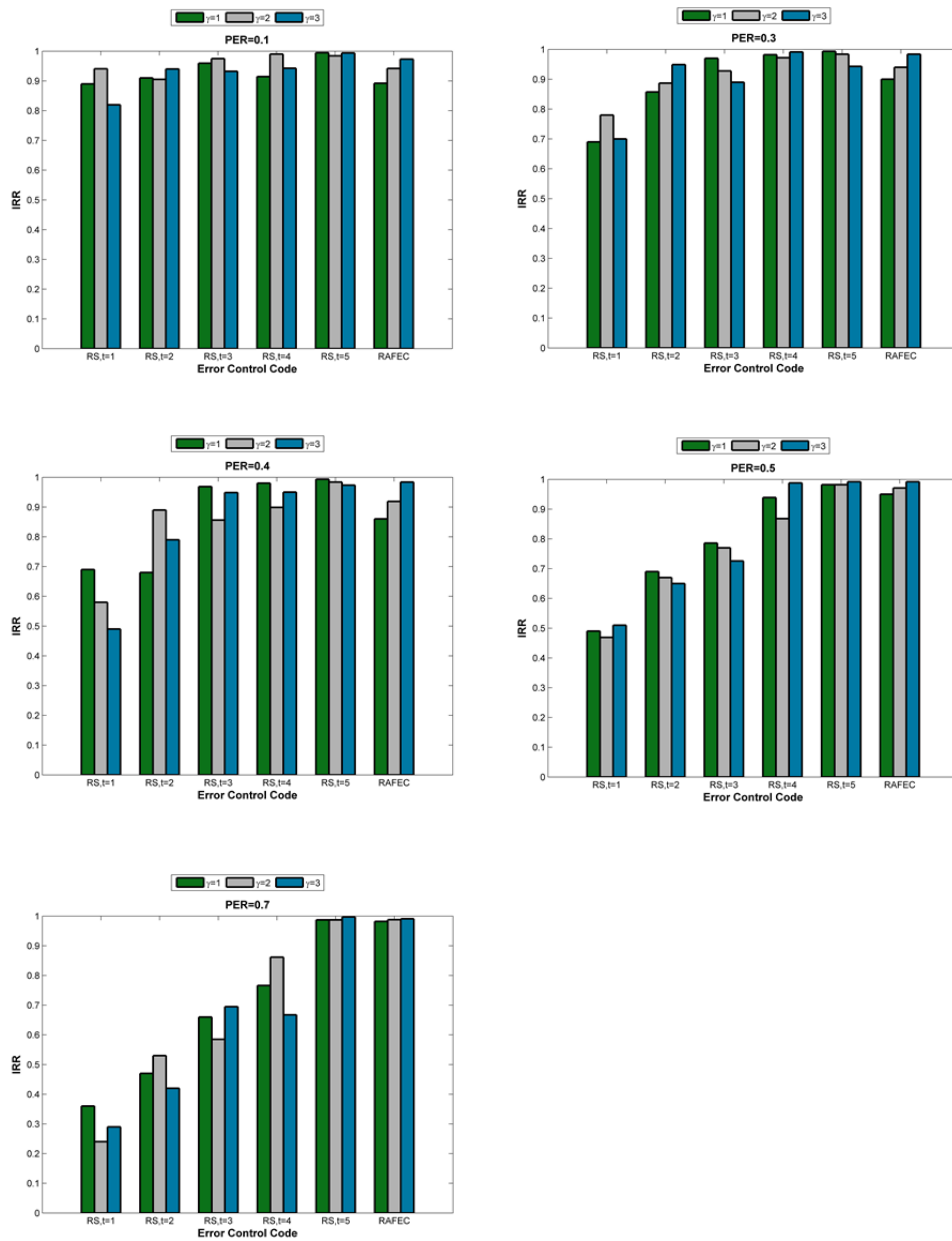 γ=1 γ=2 γ=3
PER=0.1
1
0.9
0.8
0.7
0.6
0.5
0.4
0.3
0.2
0.1
0
IRR
RS,t=1 RS,t=2 RS,t=3 RS,t=4 RS,t=5 RAFEC
Error Control Code
γ=1 γ=2 γ=3
PER=0.3
1
0.9
0.8
0.7
0.6
0.5
0.4
0.3
0.2
0.1
0
IRR
RS,t=1 RS,t=2 RS,t=3 RS,t=4 RS,t=5 RAFEC
Error Control Code
γ=1 γ=2 γ=3
PER=0.4
1
0.9
0.8
0.7
0.6
0.5
0.4
0.3
0.2
0.1
0
IRR
RS,t=1 RS,t=2 RS,t=3 RS,t=4 RS,t=5 RAFEC
Error Control Code
γ=1 γ=2 γ=3
PER=0.5
1
0.9
0.8
0.7
0.6
0.5
0.4
0.3
0.2
0.1
0
IRR
RS,t=1 RS,t=2 RS,t=3 RS,t=4 RS,t=5 RAFEC
Error Control Code
γ=1 γ=2 γ=3
PER=0.7
1
0.9
0.8
0.7
0.6
0.5
0.4
0.3
0.2
0.1
0
IRR
RS,t=1 RS,t=2 RS,t=3 RS,t=4 RS,t=5 RAFEC
Error Control Code